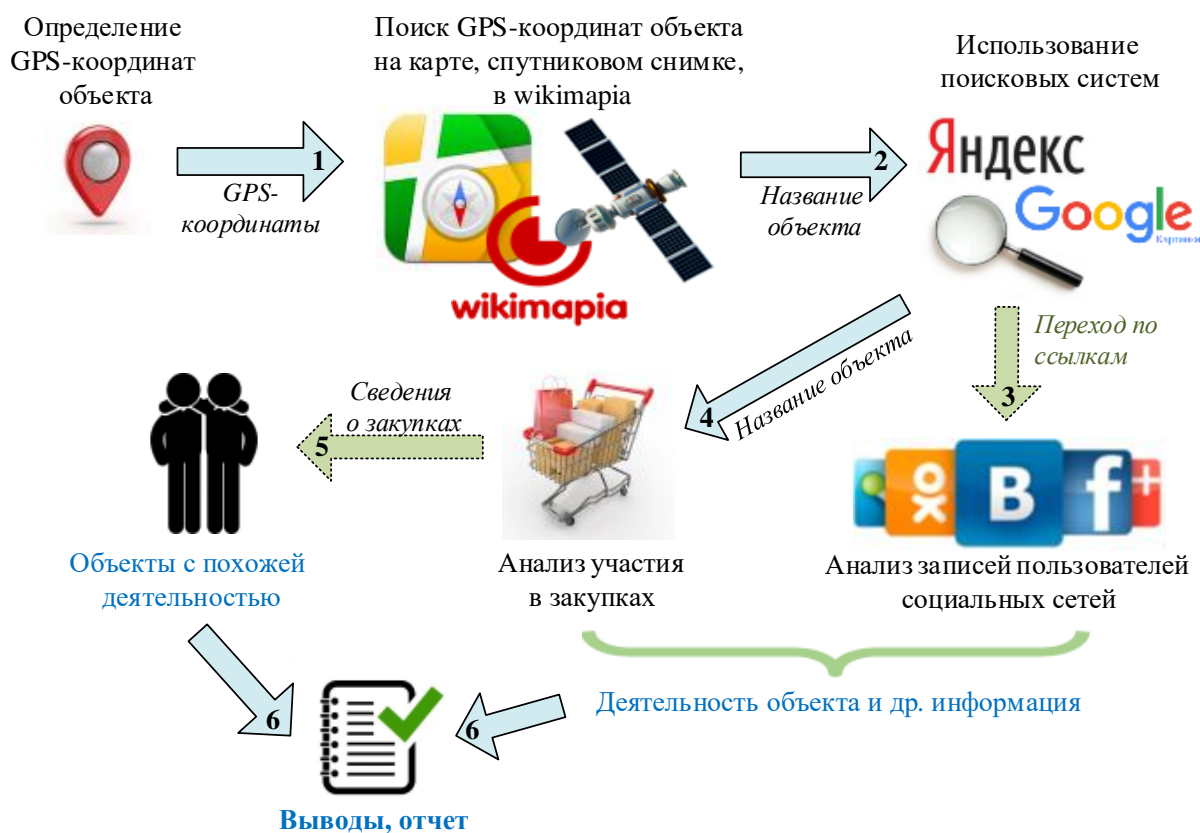 Определение
GPS-координат
объекта
Поиск GPS-координат объекта
на карте, спутниковом снимке,
в wikimapia
Использование
поисковых систем
1
GPS-
координаты
wikimapia
2
Название
объекта
Яндекс
Google
Картинки
3
Переход по
ссылкам
4
Название объекта
5
Сведения
о закупках
В
f
+
Объекты с похожей
деятельностью
Анализ участия
в закупках
Анализ записей пользователей
социальных сетей
Деятельность объекта и др. информация
6
6
Выводы, отчет